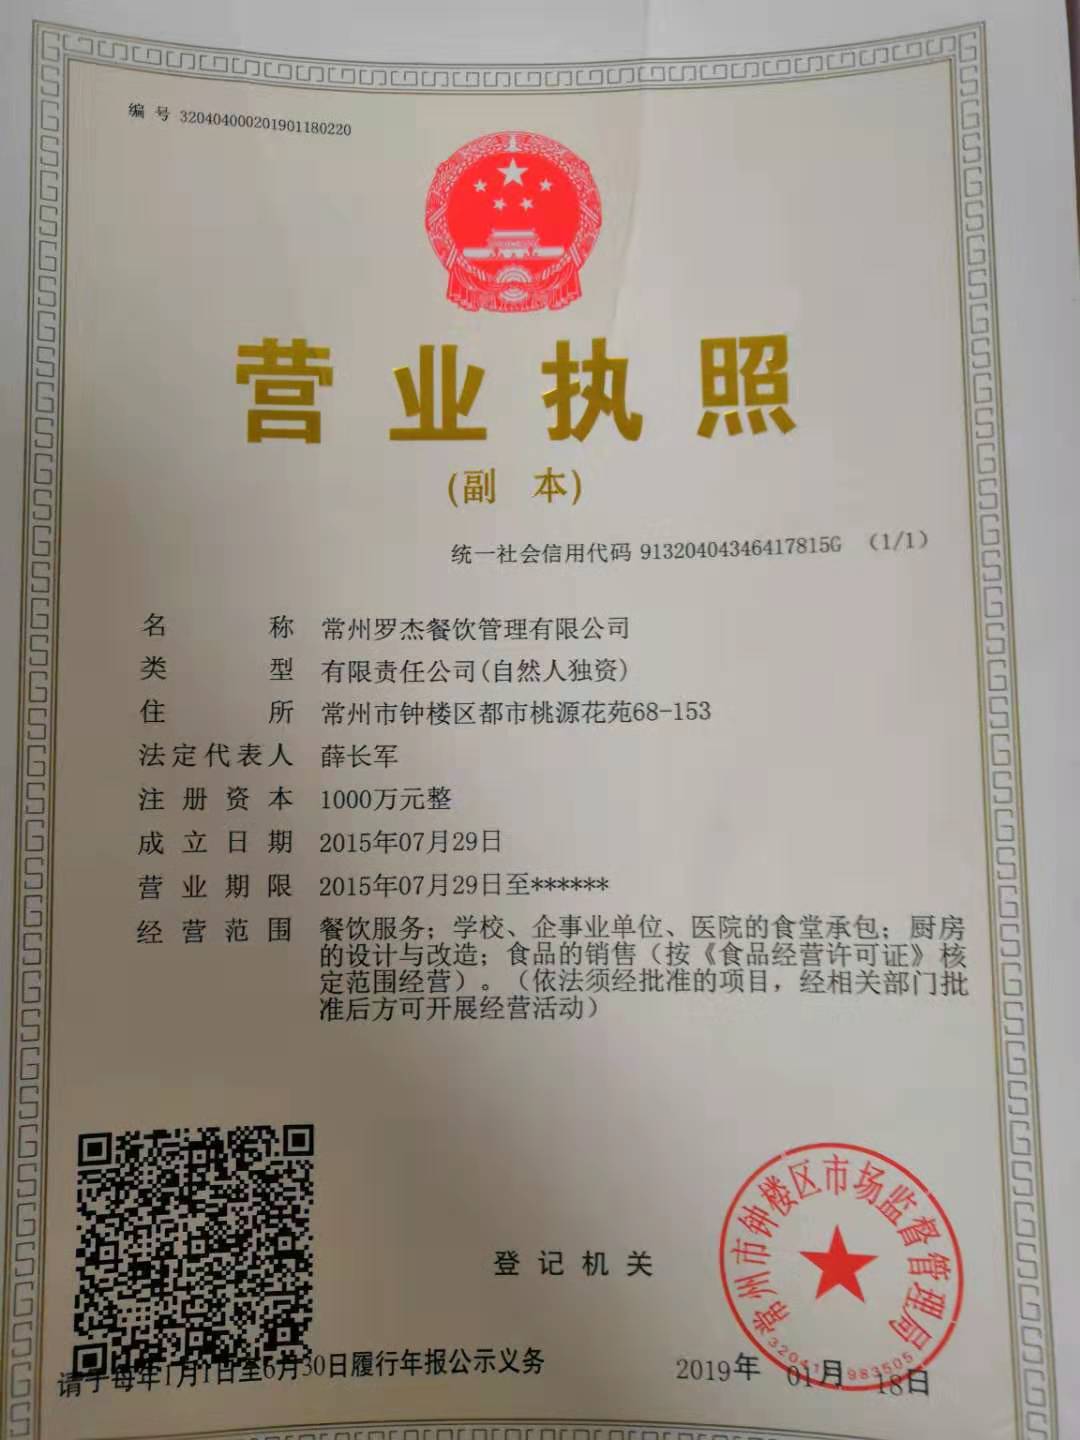 编 号 320404000201901180220
营业执照
(副 本)
统一社会信用代码 91320404346417815G (1/1)
名 称 常州罗杰餐饮管理有限公司
类 型 有限责任公司(自然人独资)
住 所 常州市钟楼区都市桃源花苑68-153
法定代表人 薛长军
注册资本 1000万元整
成立日期 2015年07月29日
营业期限 2015年07月29日至******
经营范围 餐饮服务；学校、企事业单位、医院的食堂承包；厨房
的设计与改造；食品的销售（按《食品经营许可证》核
定范围经营）。（依法须经批准的项目，经相关部门批
准后方可开展经营活动）
常州市钟楼区市场监督管理局
登记机关
请于每年1月1日至6月30日履行年报公示义务
2019年 01月 18日